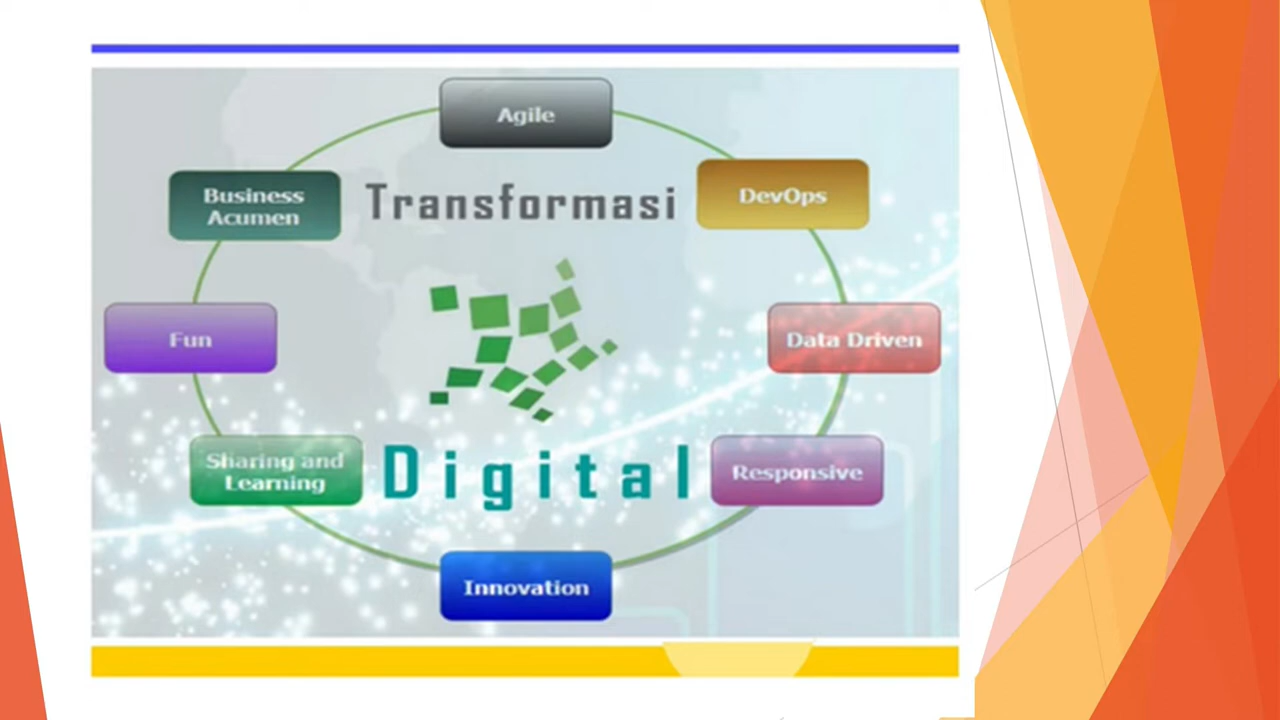 Agile
Business
Acumen
Transformasi
DevOps
Fun
Data Driven
Sharing and
Learning
Digital
Responsive
Innovation